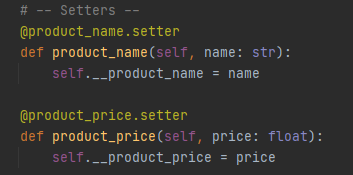 # -- Setters --
@product_name.setter
def product_name(self, name: str):
    self.__product_name = name
@product_price.setter
def product_price(self, price: float):
    self.__product_price = price